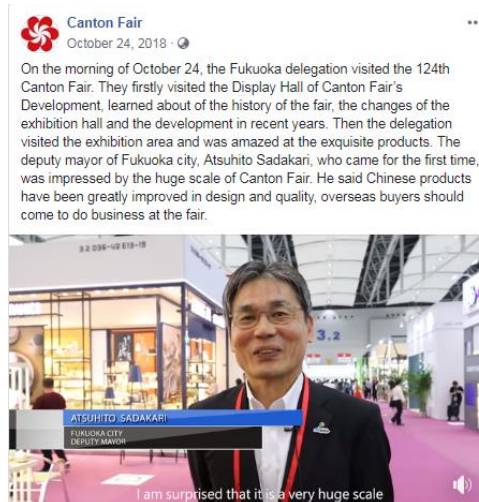 Canton Fair
October 24, 2018 ·
On the morning of October 24, the Fukuoka delegation visited the 124th
Canton Fair. They firstly visited the Display Hall of Canton Fair's
Development, learned about of the history of the fair, the changes of the
exhibition hall and the development in recent years. Then the delegation
visited the exhibition area and was amazed at the exquisite products. The
deputy mayor of Fukuoka city, Atsuhito Sadakari, who came for the first time,
was impressed by the huge scale of Canton Fair. He said Chinese products
have been greatly improved in design and quality, overseas buyers should
come to do business at the fair.
3.2
ATSUHITO SADAKARI
FUKUOKA CITY
DEPUTY MAYOR
I am surprised that it is a very huge scale